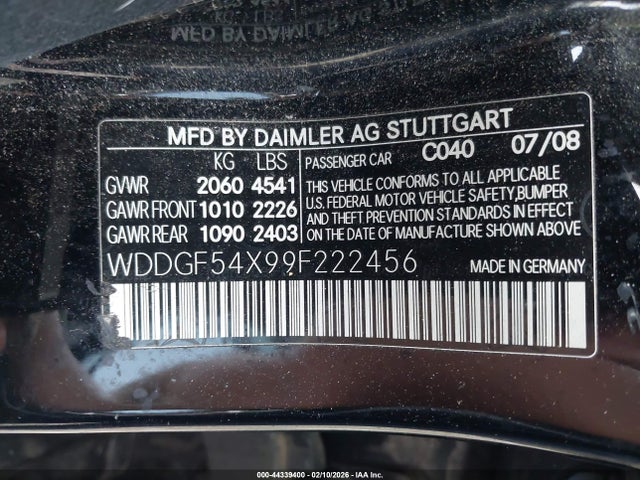 MFD BY DAIMLER AG STUTTGART
KG LBS PASSENGER CAR C040 07/08
GVWR 2060 4541
GAWR FRONT 1010 2226
GAWR REAR 1090 2403
THIS VEHICLE CONFORMS TO ALL APPLICABLE
U.S. FEDERAL MOTOR VEHICLE SAFETY,BUMPER
AND THEFT PREVENTION STANDARDS IN EFFECT
ON THE DATE OF MANUFACTURE SHOWN ABOVE.
WDDGF54X99F222456 MADE IN GERMANY
000-44339400 - 02/10/2026 - IAA Inc.